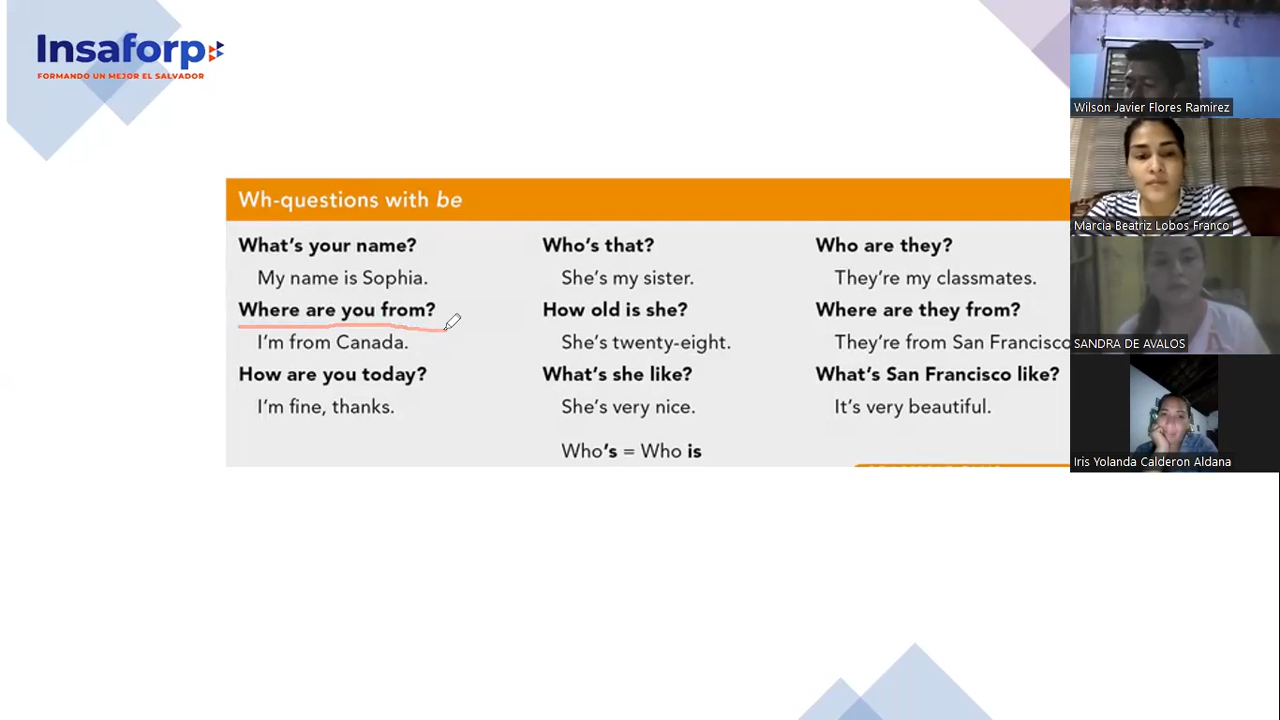 Insaforp
FORMANDO UN MEJOR EL SALVADOR
Wh-questions with be
What's your name?
My name is Sophia.
Where are you from?
I'm from Canada.
How are you today?
I'm fine, thanks.
Who's that?
She's my sister.
How old is she?
She's twenty-eight.
What's she like?
She's very nice.
Who's = Who is
Who are they?
They're my classmates.
Where are they from?
They're from San Francisco
What's San Francisco like?
It's very beautiful.
Wilson Javier Flores Ramirez
Marcia Beatriz Lobos Franco
SANDRA DE AVALOS
Iris Yolanda Calderon Aldana